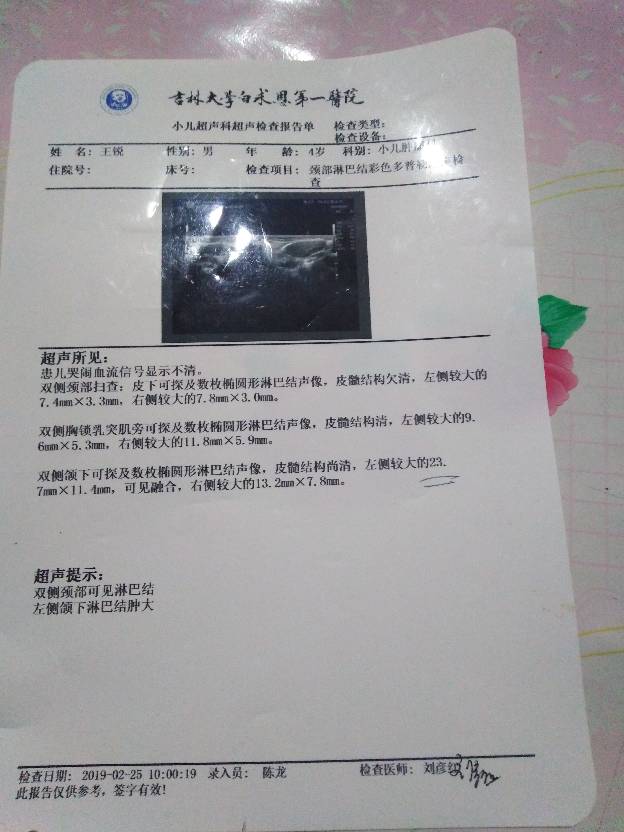 吉林大学白求恩第一醫院
小儿超声科超声检查报告单 检查类型:
检查设备:
姓 名: 王锐 性别: 男 年 龄: 4岁 科别: 小儿
住院号: 床号: 检查项目: 颈部淋巴结彩色多普 检
查
超声所见:
患儿哭闹血流信号显示不清。
双侧颈部扫查: 皮下可探及数枚椭圆形淋巴结声像, 皮髓结构欠清, 左侧较大的
7.4mm×3.3mm, 右侧较大的7.8mm×3.0mm。
双侧胸锁乳突肌旁可探及数枚椭圆形淋巴结声像, 皮髓结构清, 左侧较大的9.
6mm×5.3mm, 右侧较大的11.8mm×5.9mm。
双侧颌下可探及数枚椭圆形淋巴结声像, 皮髓结构尚清, 左侧较大的23.
7mm×11.4mm, 可见融合, 右侧较大的13.2mm×7.8mm。
超声提示:
双侧颈部可见淋巴结
左侧颌下淋巴结肿大
检查日期: 2019-02-25 10:00:19 录入员: 陈龙 检查医师: 刘彦
此报告仅供参考, 签字有效!